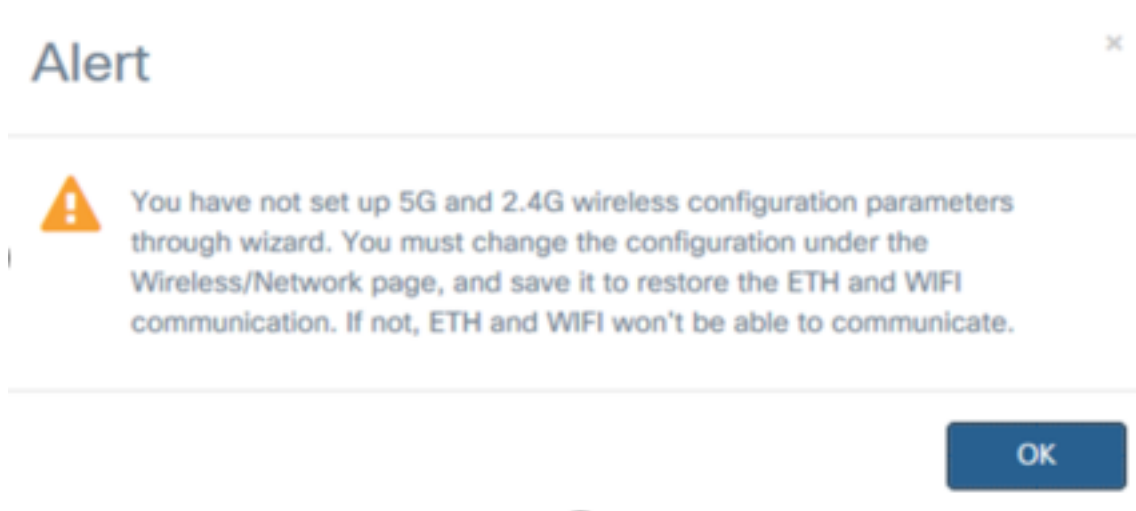 Alert
×
You have not set up 5G and 2.4G wireless configuration parameters
through wizard. You must change the configuration under the
Wireless/Network page, and save it to restore the ETH and WIFI
communication. If not, ETH and WIFI won't be able to communicate.
OK